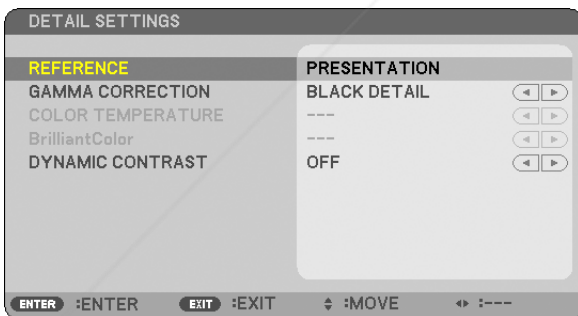 DETAIL SETTINGS
REFERENCE PRESENTATION
GAMMA CORRECTION BLACK DETAIL
COLOR TEMPERATURE ---
BrilliantColor ---
DYNAMIC CONTRAST OFF
ENTER :ENTER EXIT :EXIT :MOVE :---